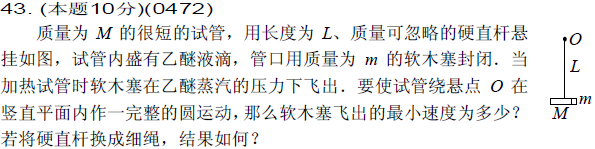 43. (本题10分)(0472)
质量为 M 的很短的试管，用长度为 L、质量可忽略的硬直杆悬
挂如图，试管内盛有乙醚液滴，管口用质量为 m 的软木塞封闭．当
加热试管时软木塞在乙醚蒸汽的压力下飞出．要使试管绕悬点 O 在
竖直平面内作一完整的圆运动，那么软木塞飞出的最小速度为多少？
若将硬直杆换成细绳，结果如何？
O
L
m
M